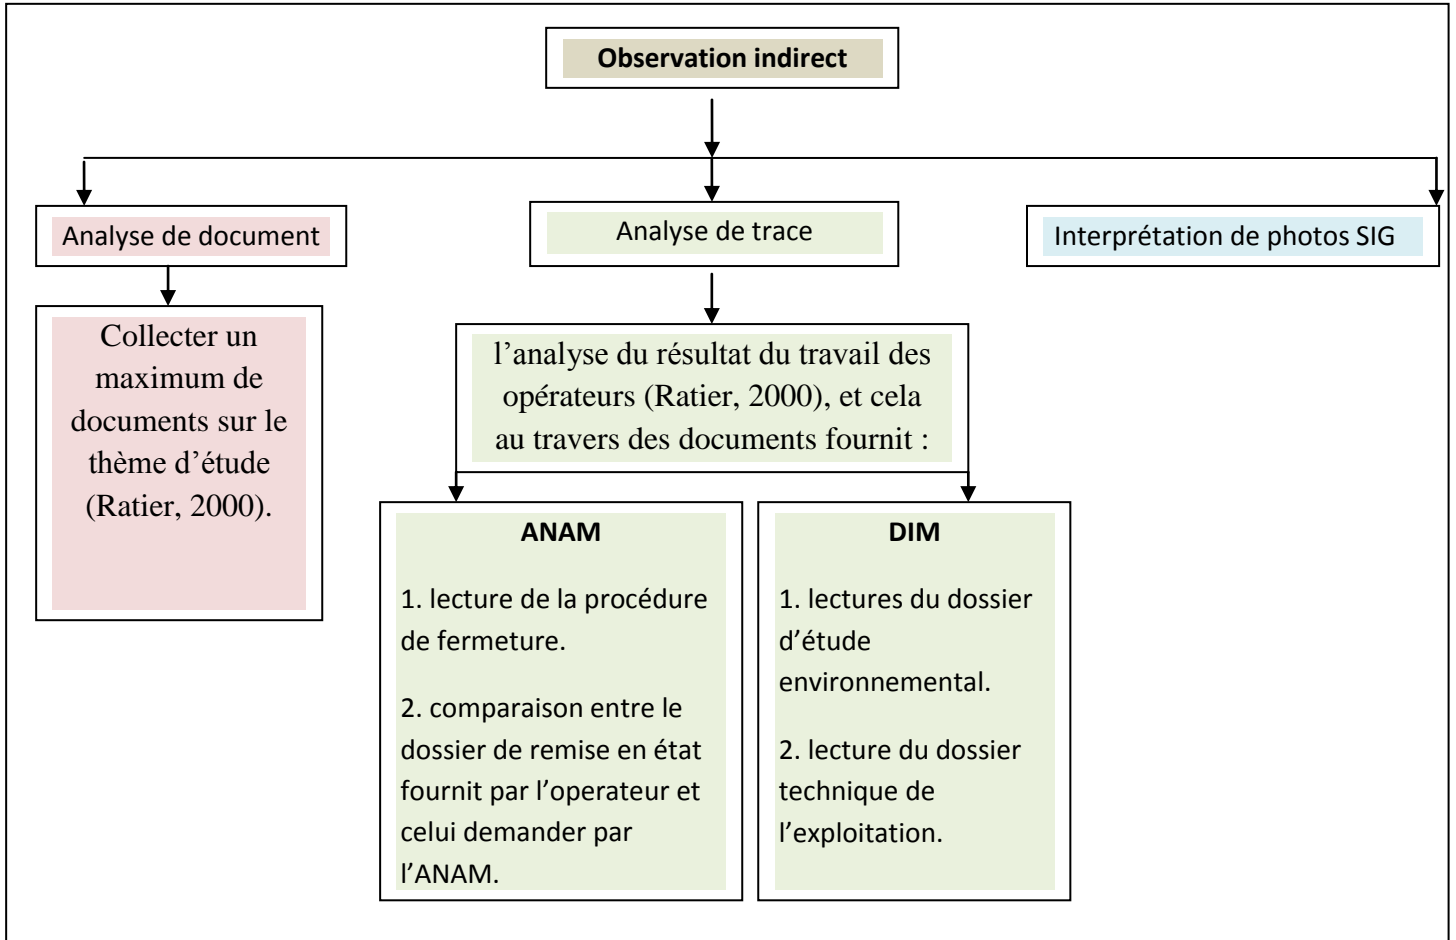 Observation indirect
Analyse de document
Analyse de trace
Interprétation de photos SIG
Collecter un
maximum de
documents sur le
thème d’étude
(Ratier, 2000).
l’analyse du résultat du travail des
opérateurs (Ratier, 2000), et cela
au travers des documents fournit :
ANAM
1. lecture de la procédure
de fermeture.
2. comparaison entre le
dossier de remise en état
fournit par l’operateur et
celui demander par
l’ANAM.
DIM
1. lectures du dossier
d’étude
environnemental.
2. lecture du dossier
technique de
l’exploitation.